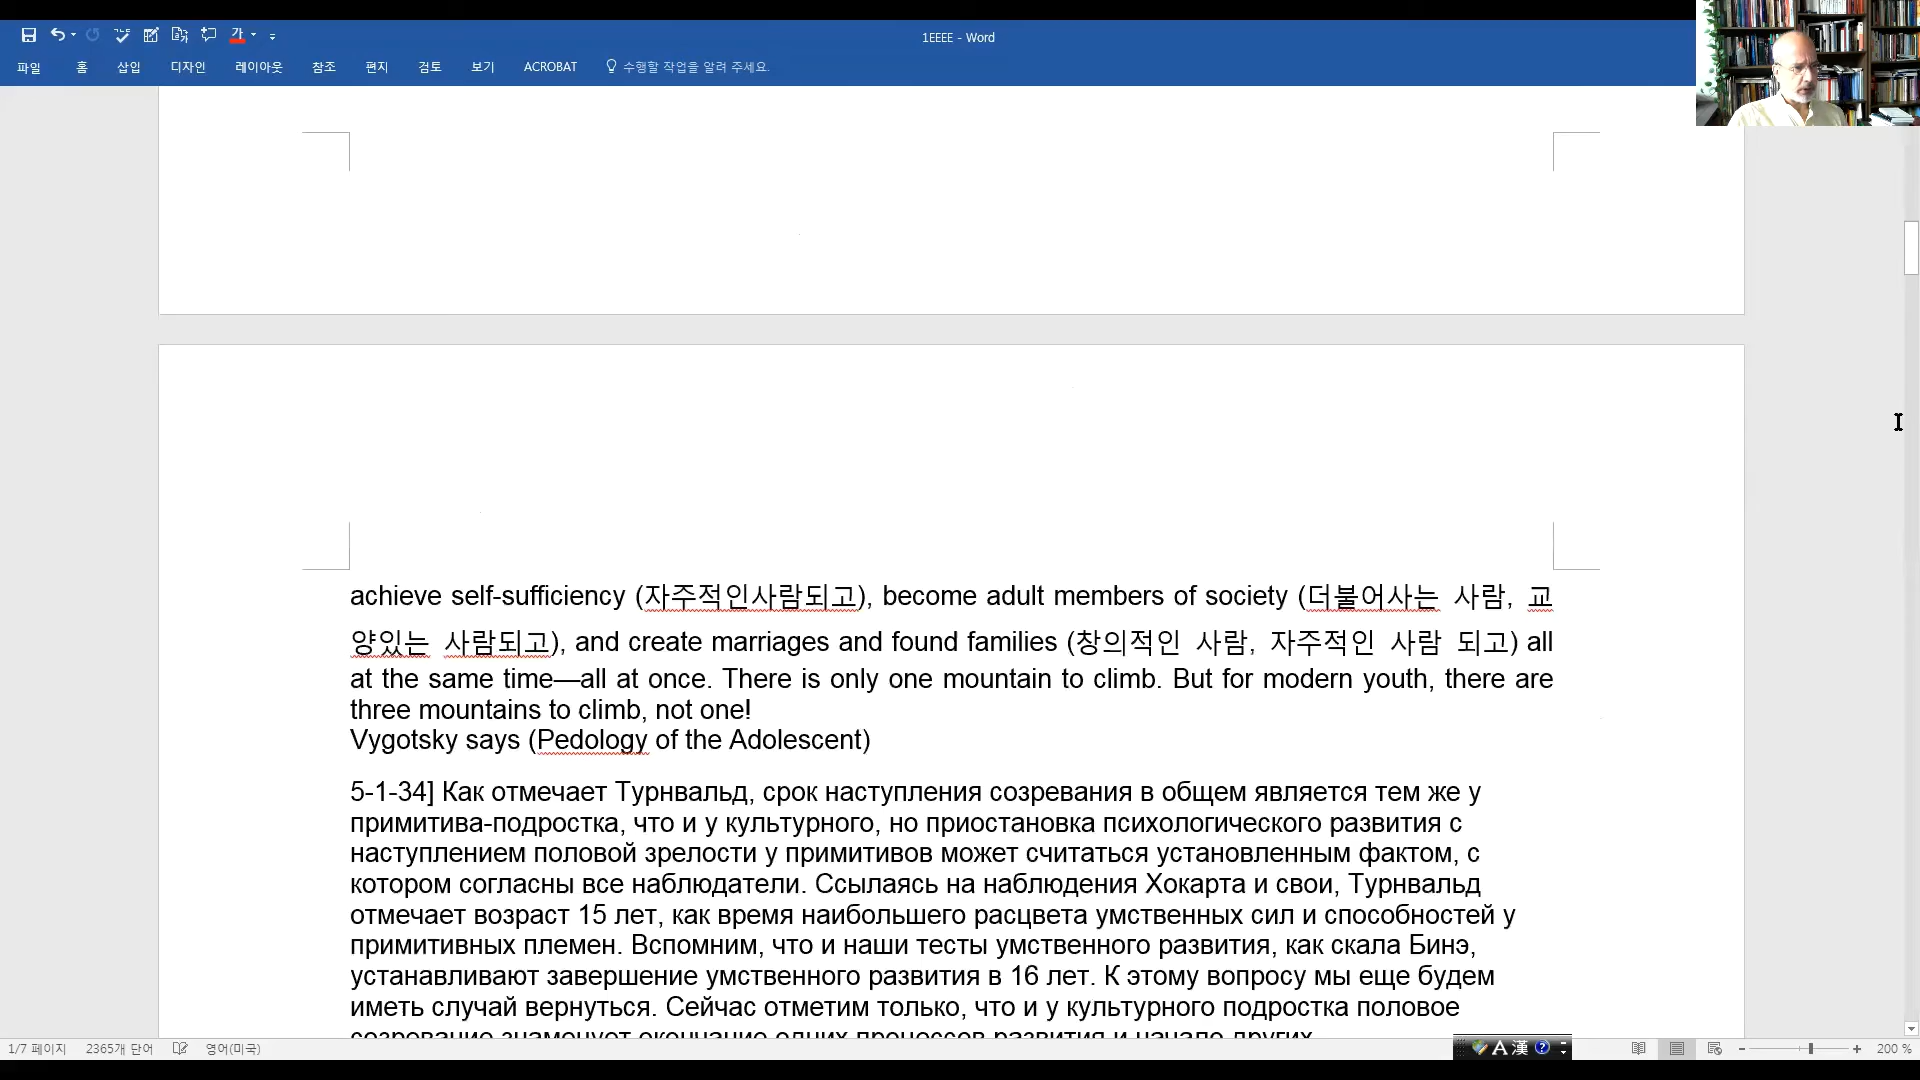 가
1EEEE - Word
파일 홈 삽입 디자인 레이아웃 참조 편지 검토 보기 ACROBAT 수행할 작업을 알려 주세요.
achieve self-sufficiency (자주적인사람되고), become adult members of society (더불어사는 사람, 교
양있는 사람되고), and create marriages and found families (창의적인 사람, 자주적인 사람 되고) all
at the same time—all at once. There is only one mountain to climb. But for modern youth, there are
three mountains to climb, not one!
Vygotsky says (Pedology of the Adolescent)
5-1-34] Как отмечает Турнвальд, срок наступления созревания в общем является тем же у
примитива-подростка, что и у культурного, но приостановка психологического развития с
наступлением половой зрелости у примитивов может считаться установленным фактом, с
котором согласны все наблюдатели. Ссылаясь на наблюдения Хокарта и свои, Турнвальд
отмечает возраст 15 лет, как время наибольшего расцвета умственных сил и способностей у
примитивных племен. Вспомним, что и наши тесты умственного развития, как скала Бинэ,
устанавливают завершение умственного развития в 16 лет. К этому вопросу мы еще будем
иметь случай вернуться. Сейчас отметим только, что и у культурного подростка половое
созревание знаменует окончание одних процессов развития и начало других
1/7 페이지 2365개 단어 영어(미국) A 漢 200 %